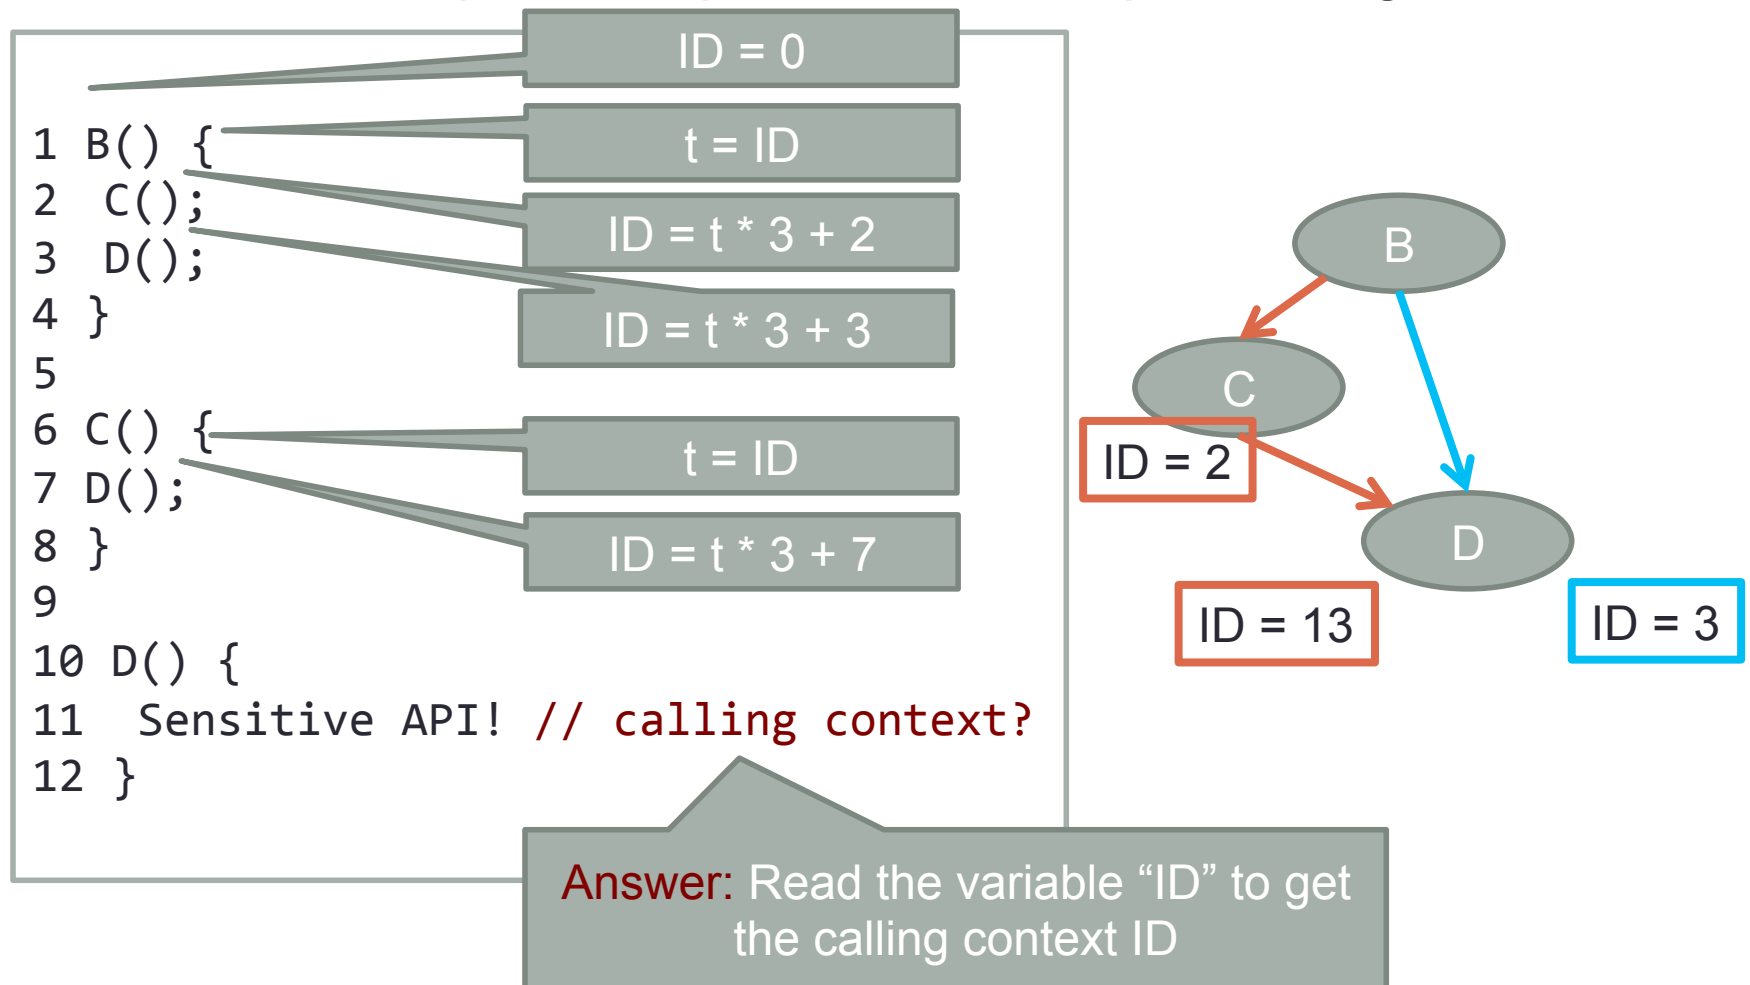 ID = 0
1 B() {
t = ID
2 C();
ID = t * 3 + 2
3 D();
4 }
ID = t * 3 + 3
5
6 C() {
t = ID
7 D();
8 }
ID = t * 3 + 7
9
10 D() {
11 Sensitive API! // calling context?
12 }
Answer: Read the variable “ID” to get
the calling context ID
B
C
ID = 2
D
ID = 13
ID = 3